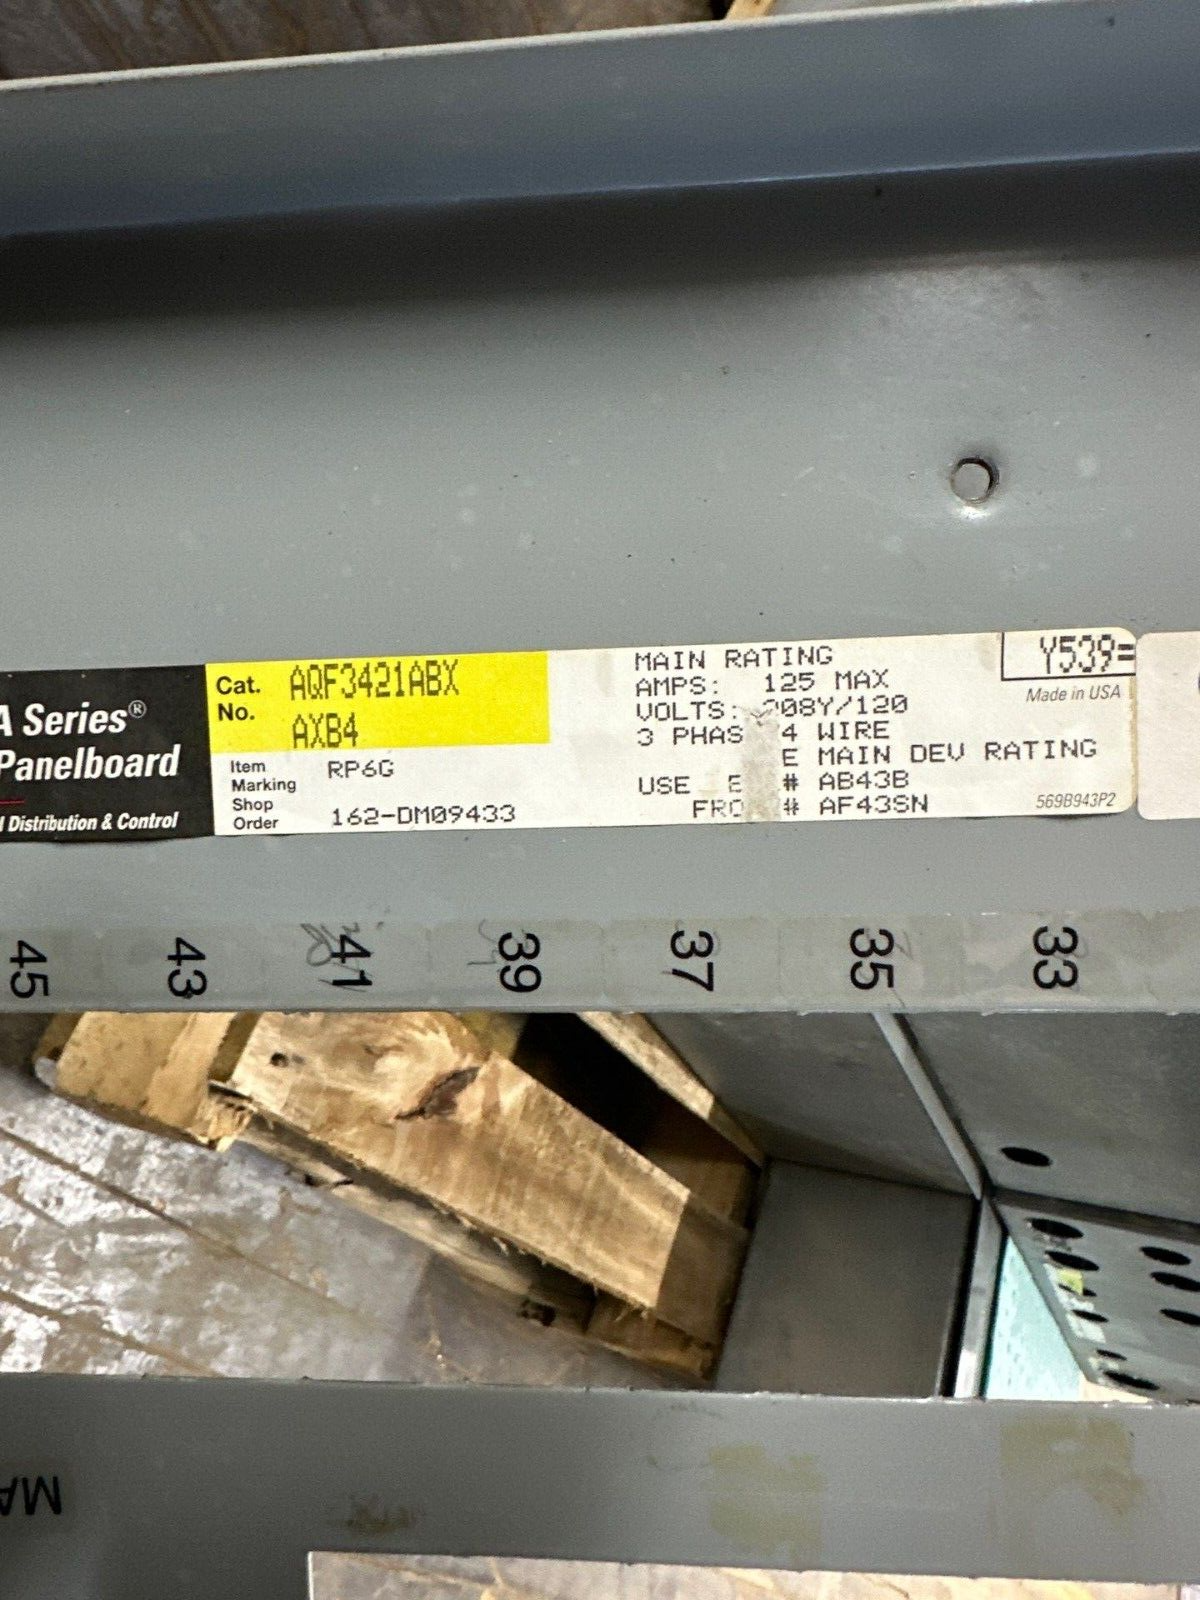 A Series®
Panelboard
Distribution & Control
Cat. No. AQF3421ABX
AXB4
Item Marking RP6G
Shop Order 162-DM09433
MAIN RATING
AMPS: 125 MAX
VOLTS: 208Y/120
3 PHAS 4 WIRE
E MAIN DEV RATING
USE E # AB43B
FRO # AF43SN
Y539=
Made in USA
569B943P2
45 43 41 39 37 35 33
MA